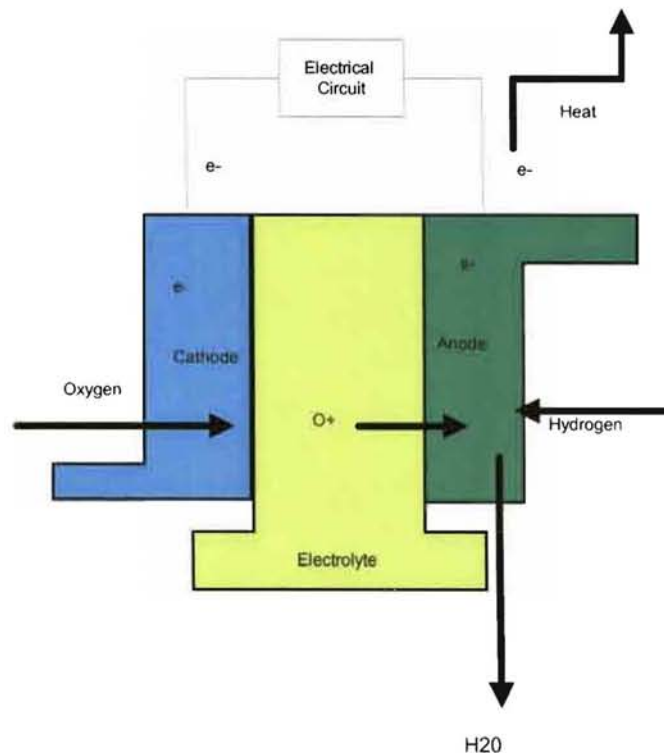 Electrical
Circuit
Heat
e-
e-
e-
e-
Cathode
Anode
Oxygen
O+
Hydrogen
Electrolyte
H20